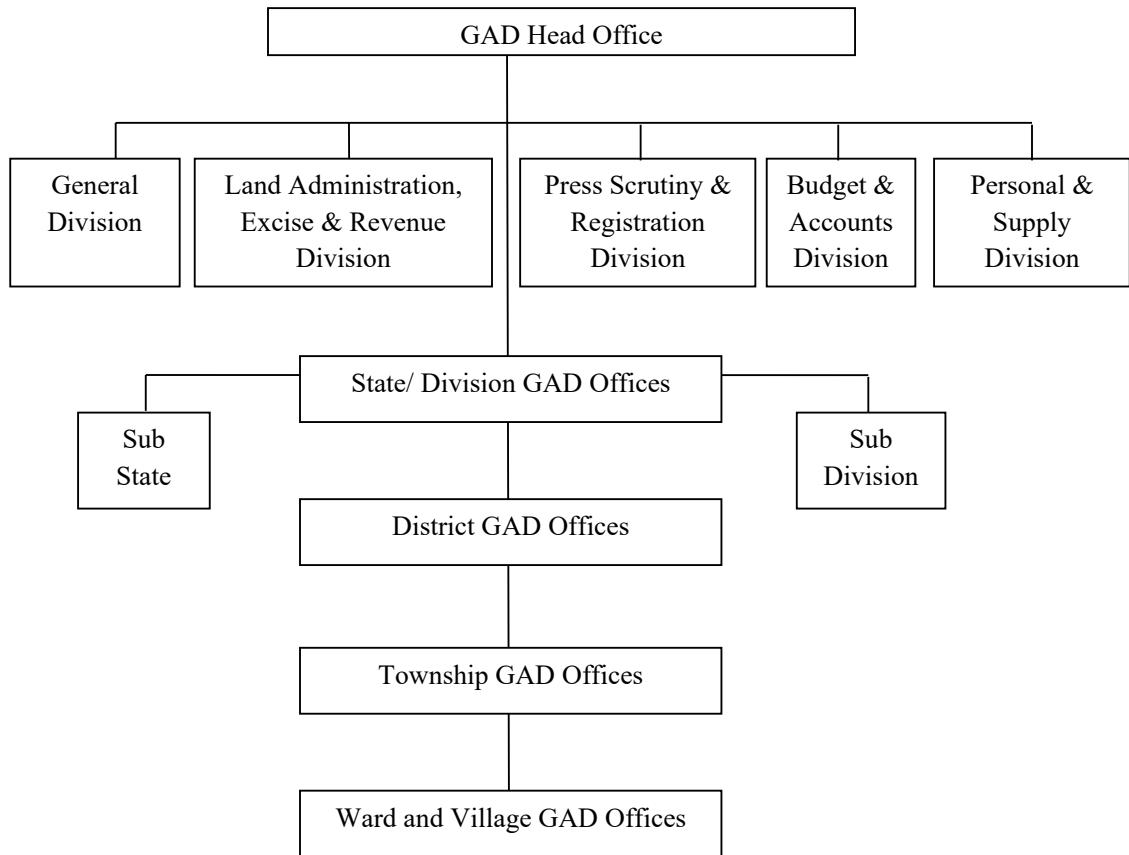 GAD Head Office
General
Division
Land Administration,
Excise & Revenue
Division
Press Scrutiny &
Registration
Division
Budget &
Accounts
Division
Personal &
Supply
Division
State/ Division GAD Offices
Sub
State
Sub
Division
District GAD Offices
Township GAD Offices
Ward and Village GAD Offices